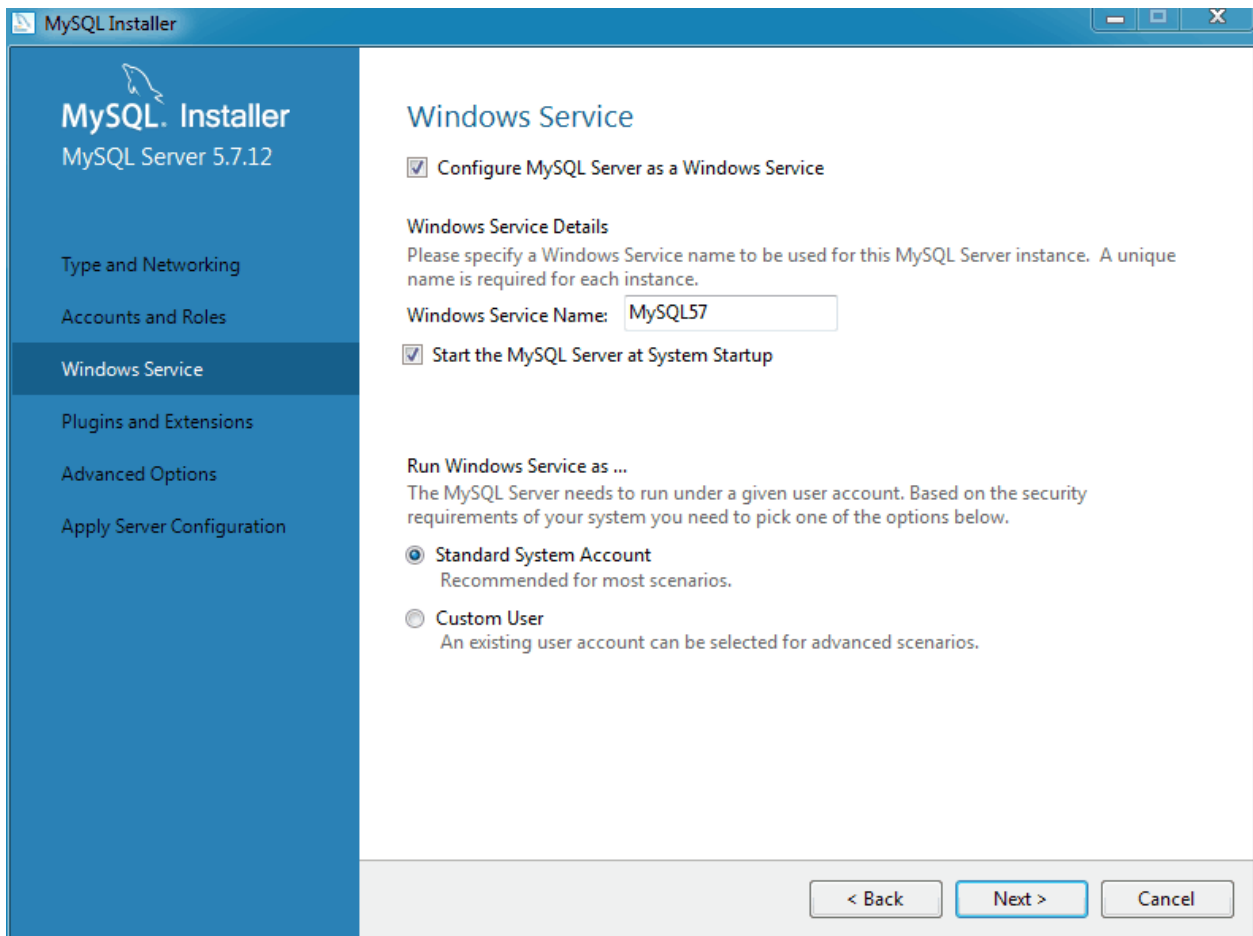 MySQL Installer
MySQL. Installer
MySQL Server 5.7.12
Type and Networking
Accounts and Roles
Windows Service
Plugins and Extensions
Advanced Options
Apply Server Configuration
Windows Service
Configure MySQL Server as a Windows Service
Windows Service Details
Please specify a Windows Service name to be used for this MySQL Server instance.  A unique
name is required for each instance.
Windows Service Name: MySQL57
Start the MySQL Server at System Startup
Run Windows Service as ...
The MySQL Server needs to run under a given user account. Based on the security
requirements of your system you need to pick one of the options below.
Standard System Account
Recommended for most scenarios.
Custom User
An existing user account can be selected for advanced scenarios.
< Back Next > Cancel